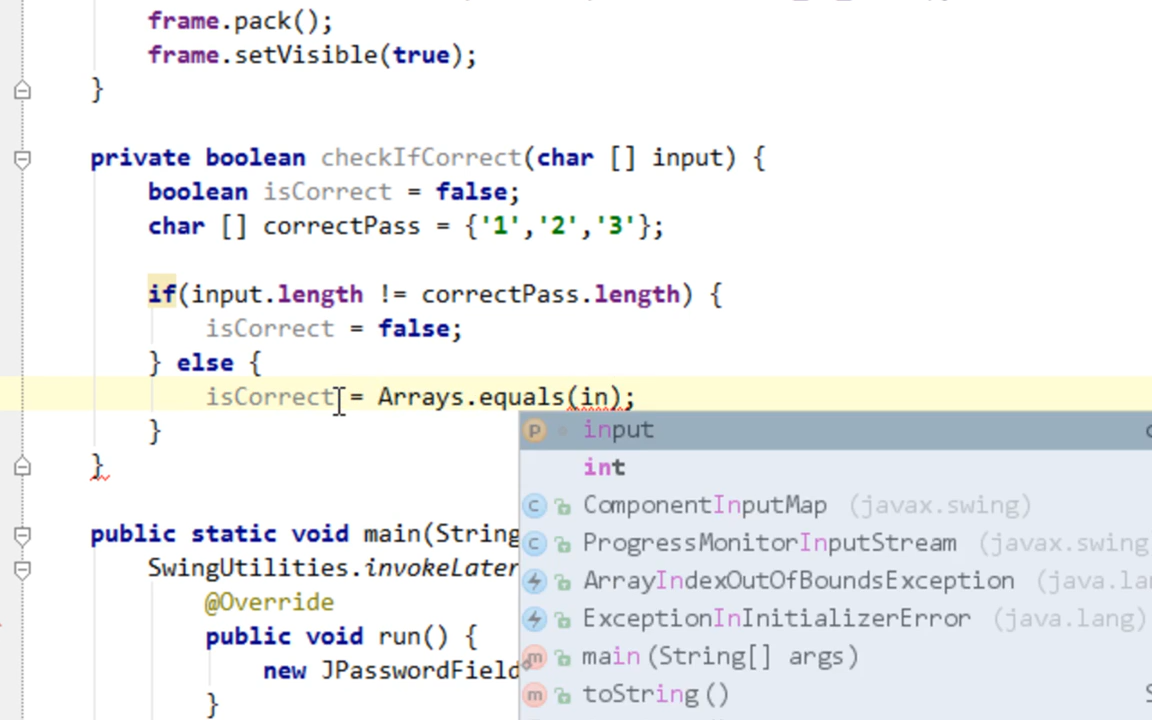 frame.pack();
frame.setVisible(true);
}
private boolean checkIfCorrect(char [] input) {
boolean isCorrect = false;
char [] correctPass = {'1','2','3'};
if(input.length != correctPass.length) {
isCorrect = false;
} else {
isCorrect = Arrays.equals(in);
}
}
input
int
ComponentInputMap (javax.swing)
ProgressMonitorInputStream (javax.swing
ArrayIndexOutOfBoundsException (java.la
ExceptionInInitializerError (java.lang)
main(String[] args)
toString()
public static void main(String
SwingUtilities.invokeLater
@Override
public void run() {
new JPasswordField
}